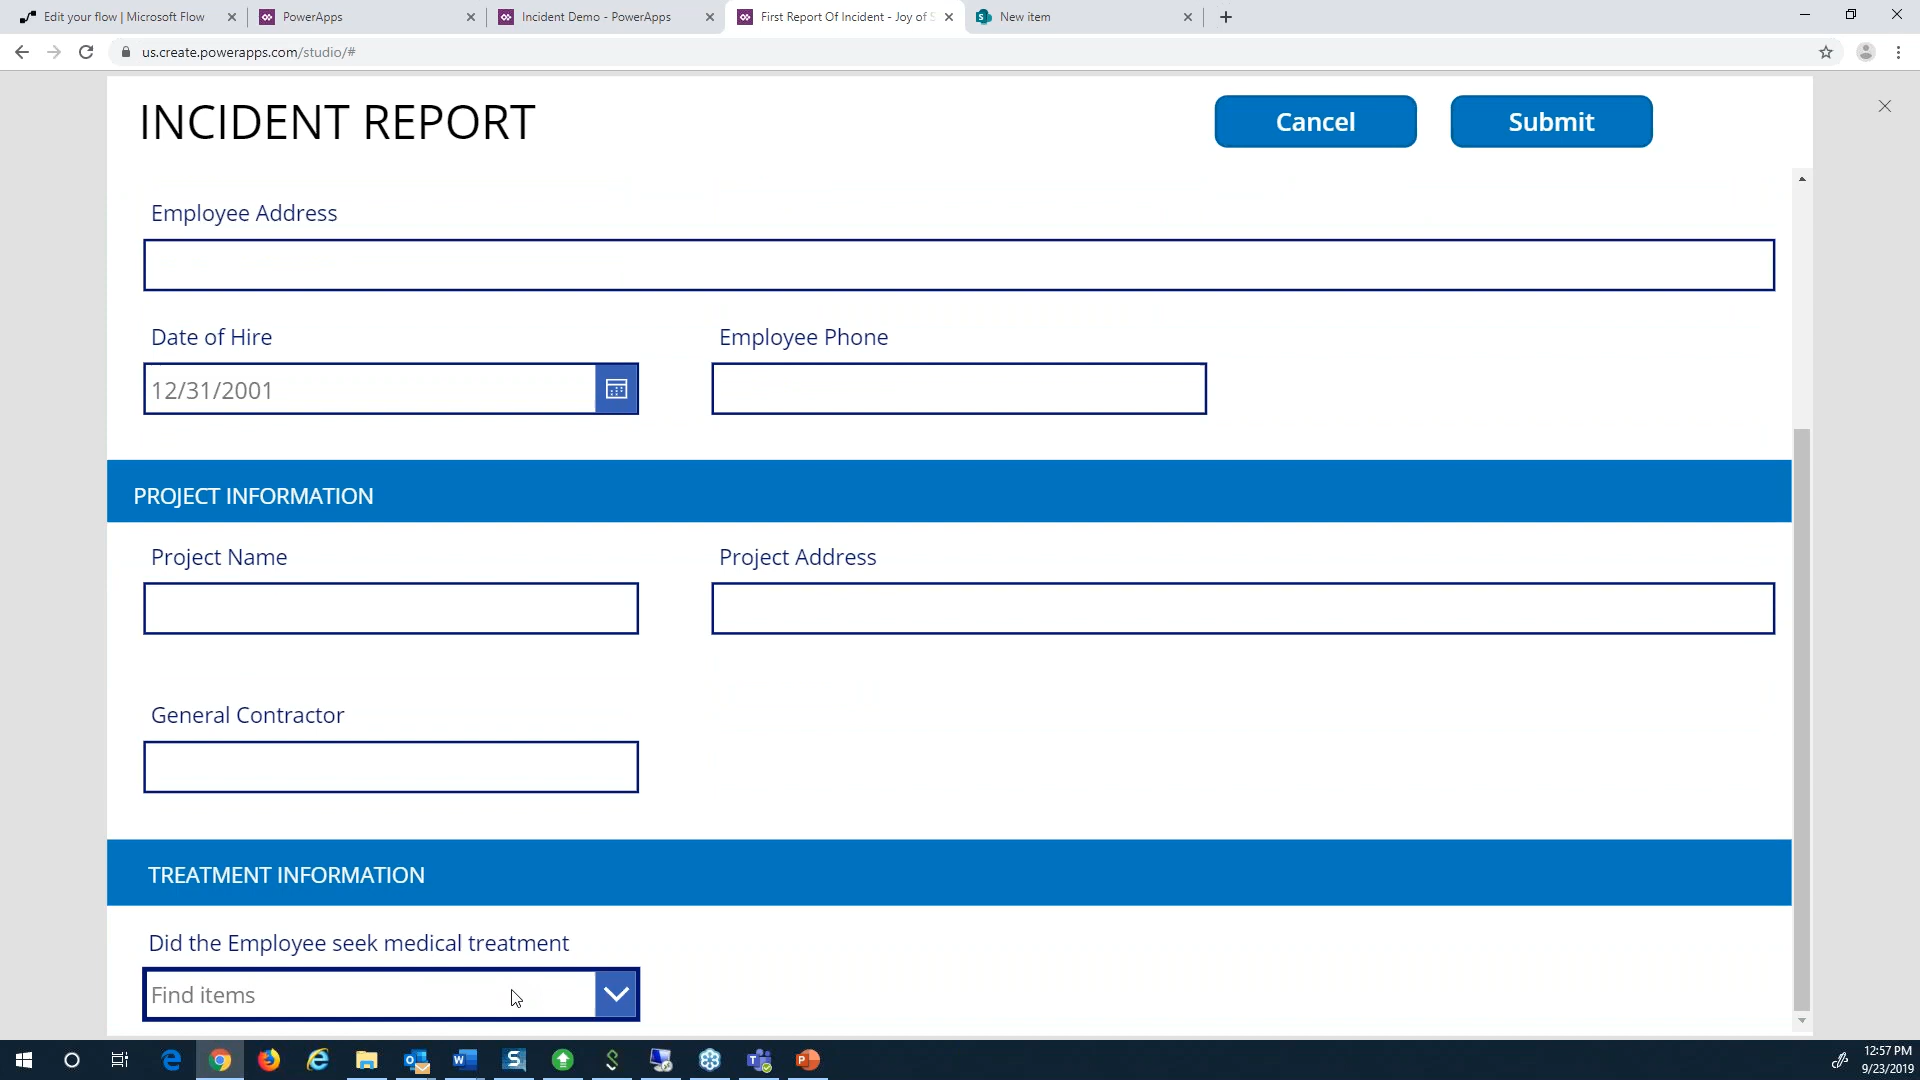 Edit your flow | Microsoft Flow
PowerApps
Incident Demo - PowerApps
First Report Of Incident - Joy of S
New item
us.create.powerapps.com/studio/#
INCIDENT REPORT
Cancel
Submit
Employee Address
Date of Hire
Employee Phone
12/31/2001
PROJECT INFORMATION
Project Name
Project Address
General Contractor
TREATMENT INFORMATION
Did the Employee seek medical treatment
Find items
12:57 PM
9/23/2019